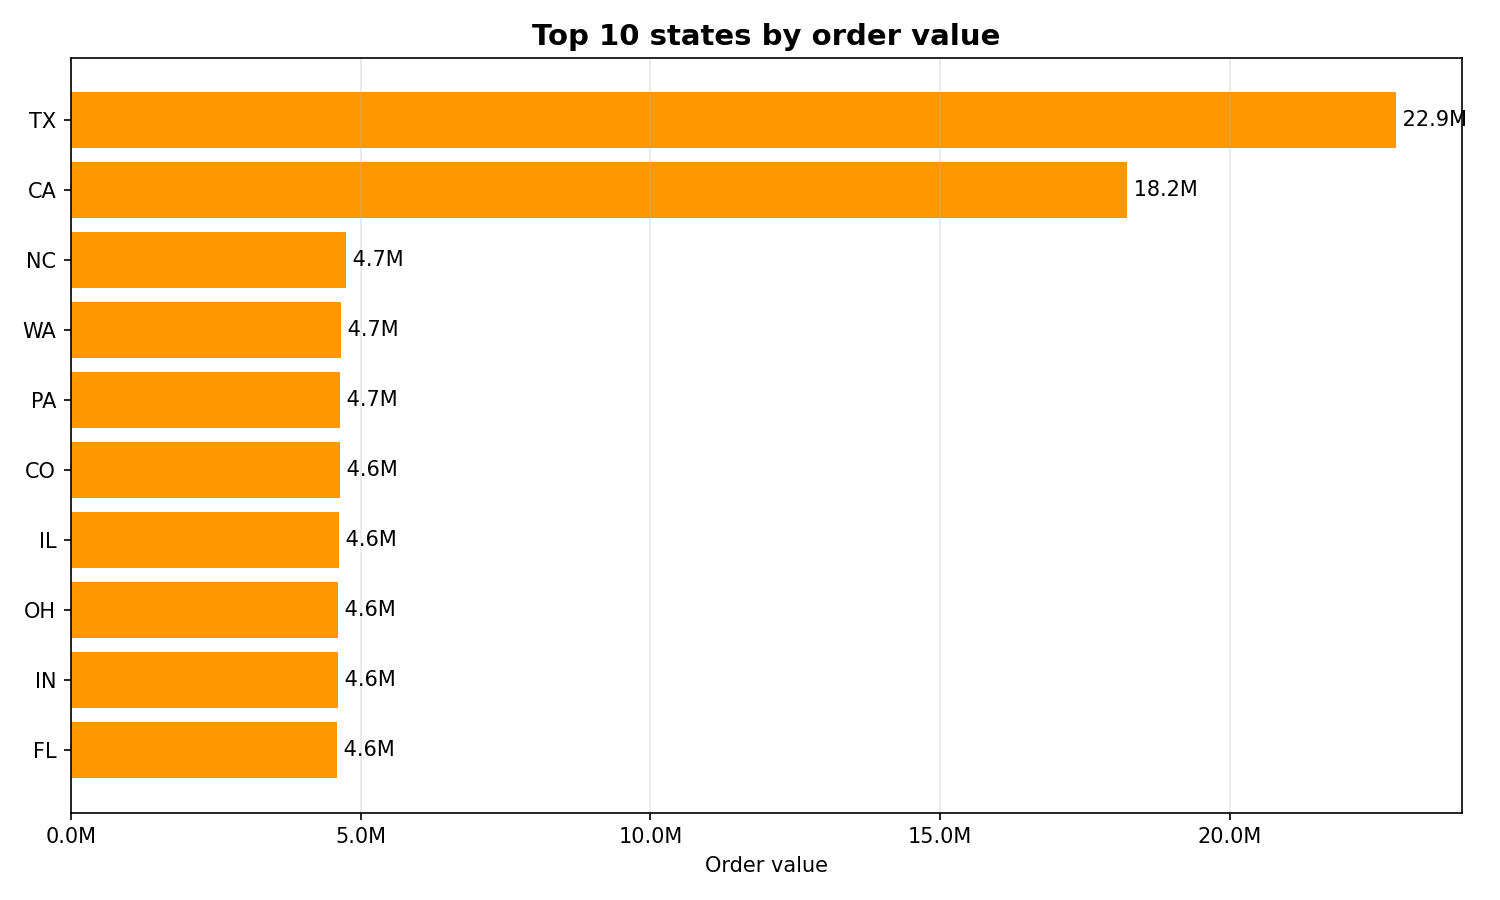 Top 10 states by order value
TX 22.9M
CA 18.2M
NC 4.7M
WA 4.7M
PA 4.7M
CO 4.6M
IL 4.6M
OH 4.6M
IN 4.6M
FL 4.6M
0.0M 5.0M 10.0M 15.0M 20.0M
Order value